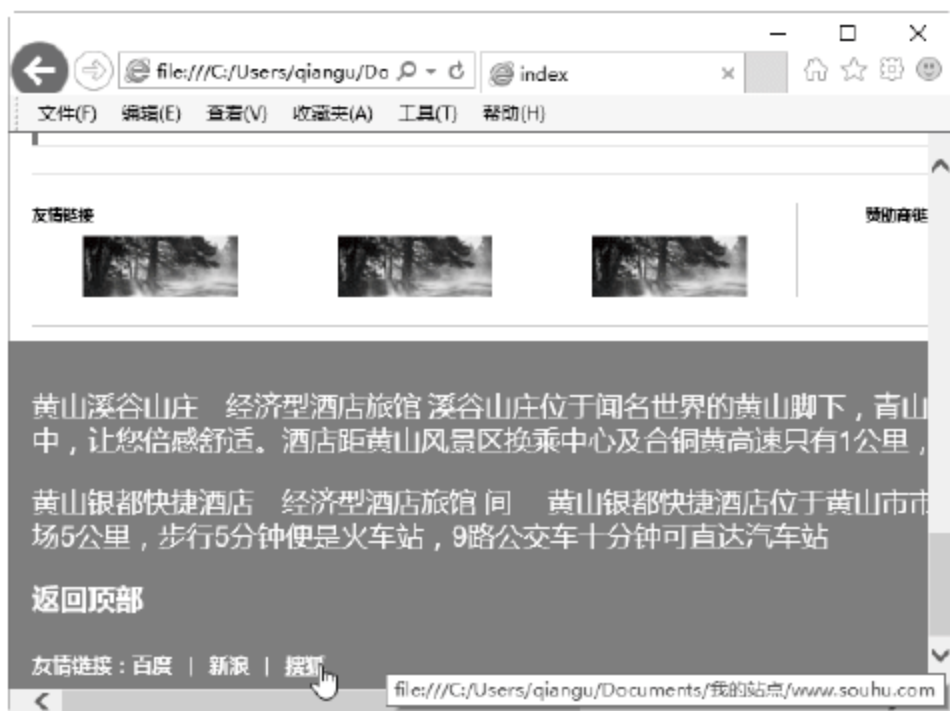 file:///C:/Users/qiangu/Do
index
文件(F) 编辑(E) 查看(V) 收藏夹(A) 工具(T) 帮助(H)
友情链接
赞助商链
黄山溪谷山庄 经济型酒店旅馆 溪谷山庄位于闻名世界的黄山脚下，青山
中，让您倍感舒适。酒店距黄山风景区换乘中心及合铜黄高速只有1公里，
黄山银都快捷酒店 经济型酒店旅馆 间 黄山银都快捷酒店位于黄山市市
场5公里，步行5分钟便是火车站，9路公交车十分钟可直达汽车站
返回顶部
友情链接：百度 | 新浪 | 搜狐
file:///C:/Users/qiangu/Documents/我的站点/www.souhu.com